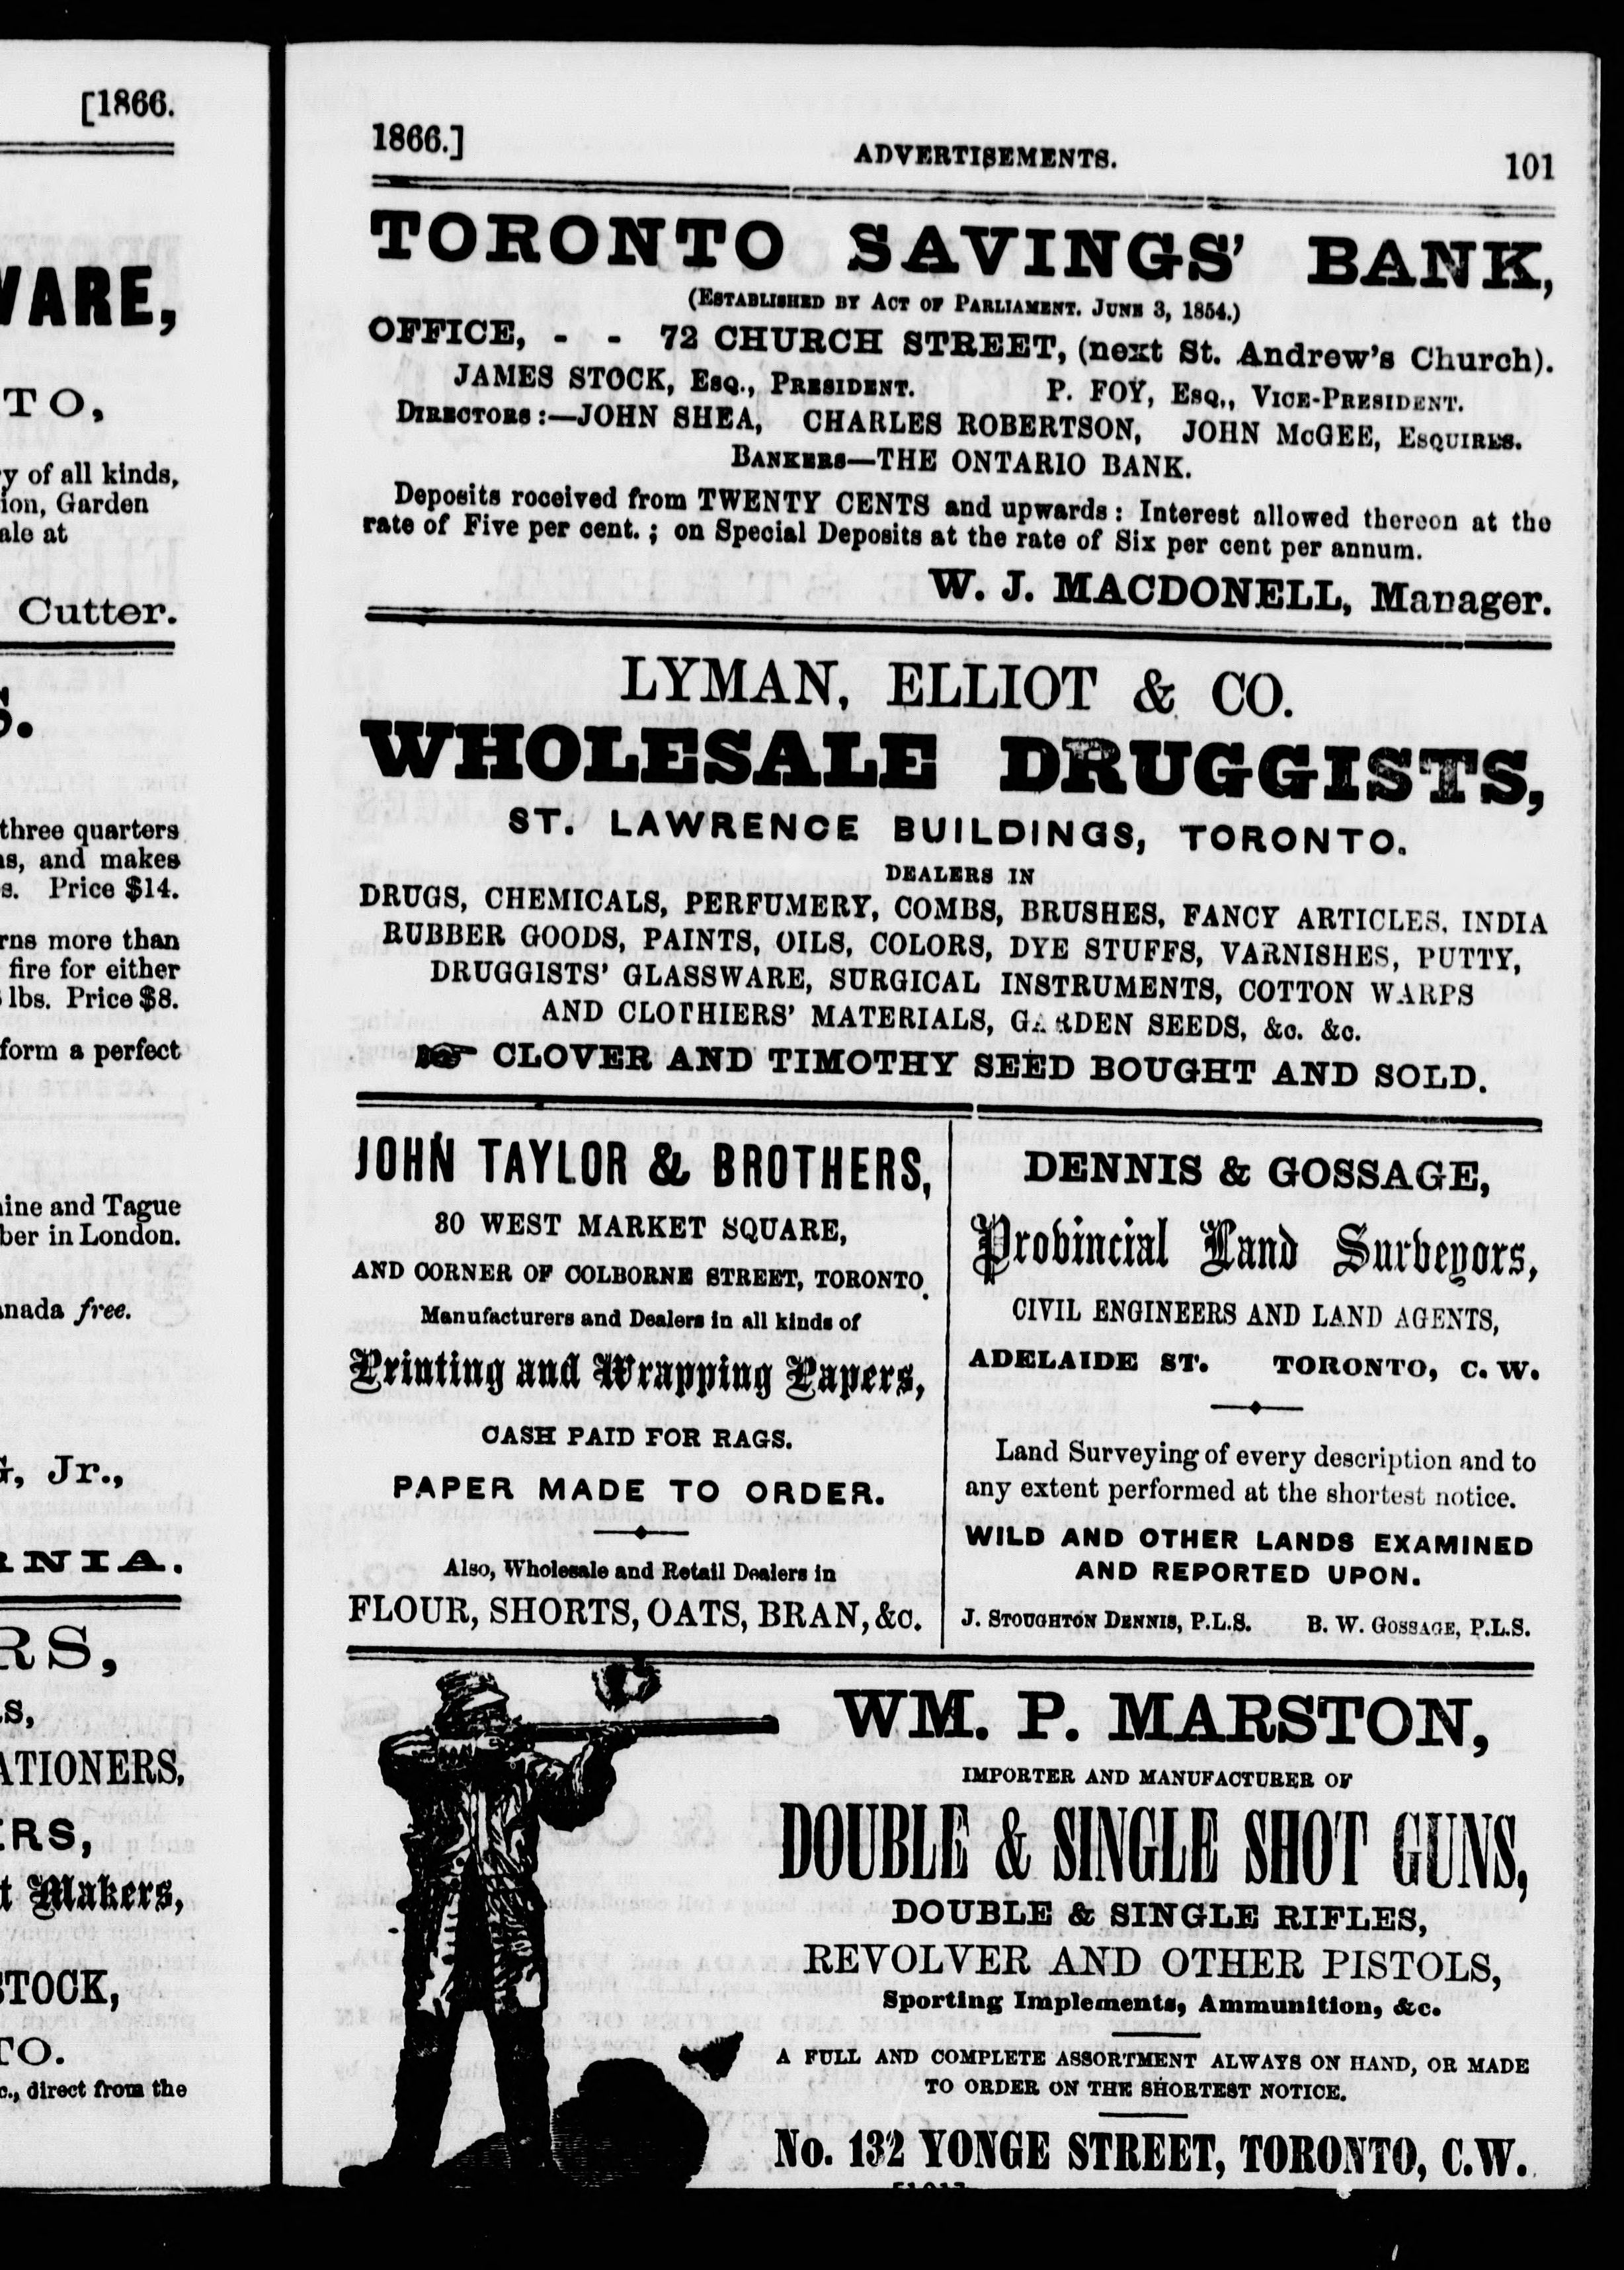 [1866.
WARE,
TO,
y of all kinds,
ion, Garden
ale at
Cutter.
S.
three quarters
s, and makes
s. Price $14.
rns more than
fire for either
lbs. Price $8.
form a perfect
ine and Tague
ber in London.
nada free.
G, Jr.,
RNIA.
RS,
S,
ATIONERS,
ERS,
t Makers,
STOCK,
TO.
c., direct from the
1866.] ADVERTISEMENTS. 101
TORONTO SAVINGS' BANK,
(Established by Act of Parliament. June 3, 1854.)
OFFICE, - - 72 CHURCH STREET, (next St. Andrew's Church).
JAMES STOCK, Esq., President. P. FOY, Esq., Vice-President.
Directors:—JOHN SHEA, CHARLES ROBERTSON, JOHN McGEE, Esquires.
Bankers—THE ONTARIO BANK.
Deposits received from TWENTY CENTS and upwards: Interest allowed thereon at the
rate of Five per cent.; on Special Deposits at the rate of Six per cent per annum.
W. J. MACDONELL, Manager.
LYMAN, ELLIOT & CO.
WHOLESALE DRUGGISTS,
ST. LAWRENCE BUILDINGS, TORONTO.
DEALERS IN
DRUGS, CHEMICALS, PERFUMERY, COMBS, BRUSHES, FANCY ARTICLES, INDIA
RUBBER GOODS, PAINTS, OILS, COLORS, DYE STUFFS, VARNISHES, PUTTY,
DRUGGISTS' GLASSWARE, SURGICAL INSTRUMENTS, COTTON WARPS
AND CLOTHIERS' MATERIALS, GARDEN SEEDS, &c. &c.
☞ CLOVER AND TIMOTHY SEED BOUGHT AND SOLD.
JOHN TAYLOR & BROTHERS,
30 WEST MARKET SQUARE,
AND CORNER OF COLBORNE STREET, TORONTO.
Manufacturers and Dealers in all kinds of
Printing and Wrapping Papers,
CASH PAID FOR RAGS.
PAPER MADE TO ORDER.
Also, Wholesale and Retail Dealers in
FLOUR, SHORTS, OATS, BRAN, &c.
DENNIS & GOSSAGE,
Provincial Land Surveyors,
CIVIL ENGINEERS AND LAND AGENTS,
ADELAIDE ST. TORONTO, C. W.
Land Surveying of every description and to
any extent performed at the shortest notice.
WILD AND OTHER LANDS EXAMINED
AND REPORTED UPON.
J. Stoughton Dennis, P.L.S. B. W. Gossage, P.L.S.
WM. P. MARSTON,
IMPORTER AND MANUFACTURER OF
DOUBLE & SINGLE SHOT GUNS,
DOUBLE & SINGLE RIFLES,
REVOLVER AND OTHER PISTOLS,
Sporting Implements, Ammunition, &c.
A FULL AND COMPLETE ASSORTMENT ALWAYS ON HAND, OR MADE
TO ORDER ON THE SHORTEST NOTICE.
No. 132 YONGE STREET, TORONTO, C.W.